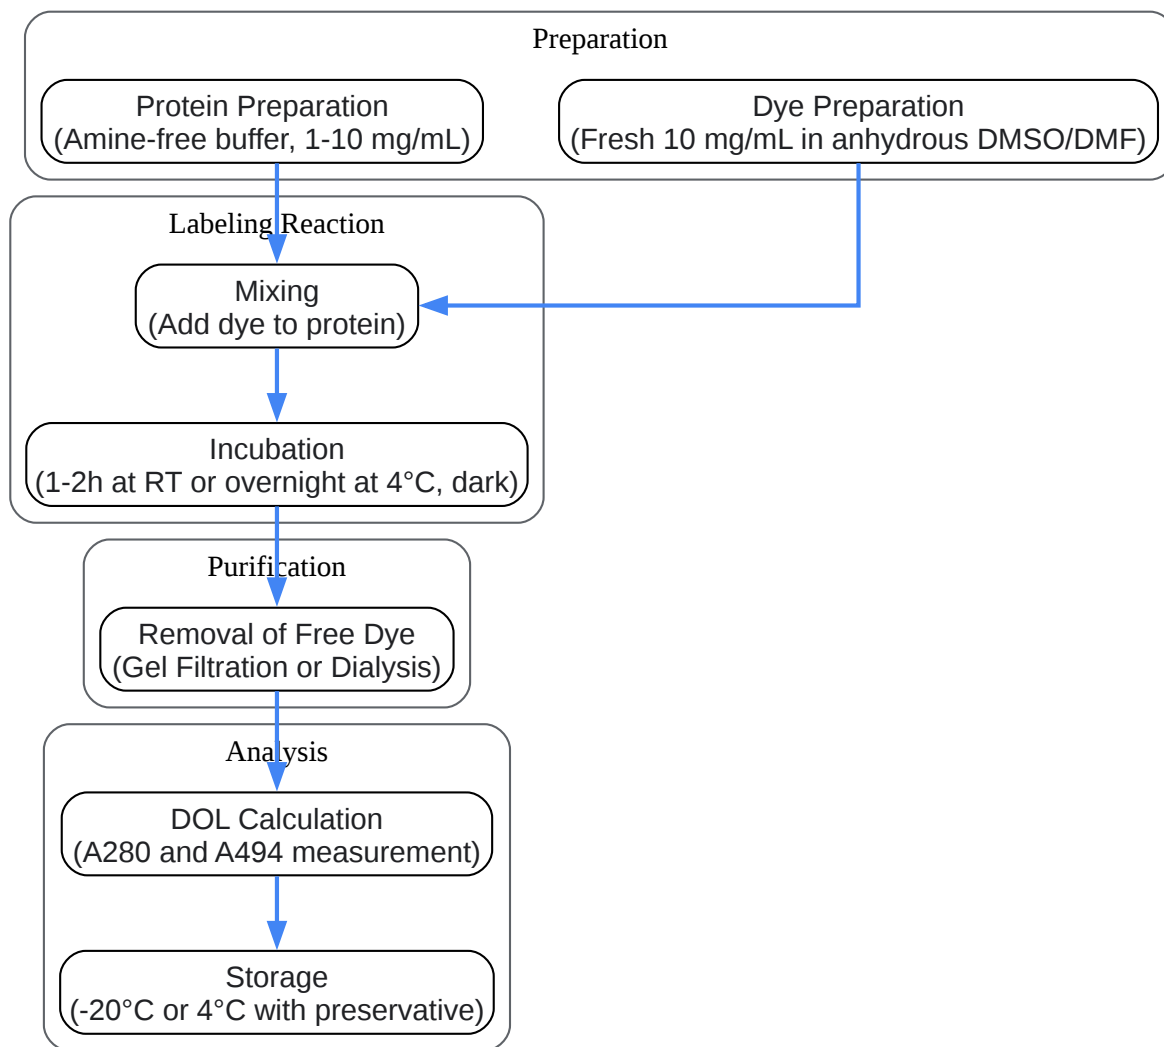 Preparation
Protein Preparation
(Amine-free buffer, 1-10 mg/mL)
Dye Preparation
(Fresh 10 mg/mL in anhydrous DMSO/DMF)
Labeling Reaction
Mixing
(Add dye to protein)
Incubation
(1-2h at RT or overnight at 4°C, dark)
Purification
Removal of Free Dye
(Gel Filtration or Dialysis)
Analysis
DOL Calculation
(A280 and A494 measurement)
Storage
(-20°C or 4°C with preservative)